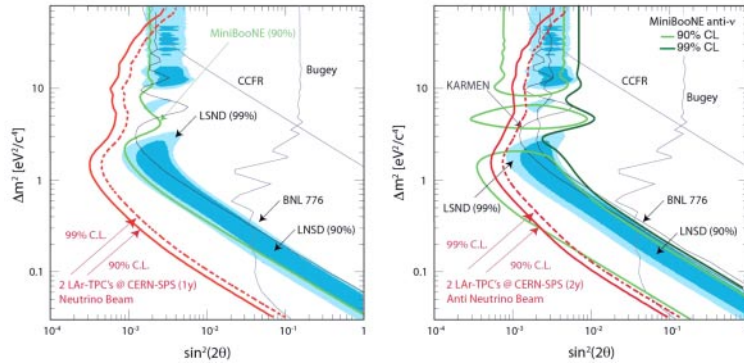 MiniBooNE (90%)
CCFR
Bugey
LSND (99%)
BNL 776
LNSD (90%)
99% C.L.
90% C.L.
2 LAr-TPC's @ CERN-SPS (1y)
Neutrino Beam
Δm² [eV²/c⁴]
10
1
0.1
10⁻⁴
10⁻³
10⁻²
10⁻¹
1
sin²(2θ)
MiniBooNE anti-ν
90% CL
99% CL
KARMEN
CCFR
Bugey
LSND (99%)
BNL 776
LNSD (90%)
99% C.L.
90% C.L.
2 LAr-TPC's @ CERN-SPS (2y)
Anti Neutrino Beam
Δm² [eV²/c⁴]
10
1
0.1
10⁻⁴
10⁻³
10⁻²
10⁻¹
1
sin²(2θ)